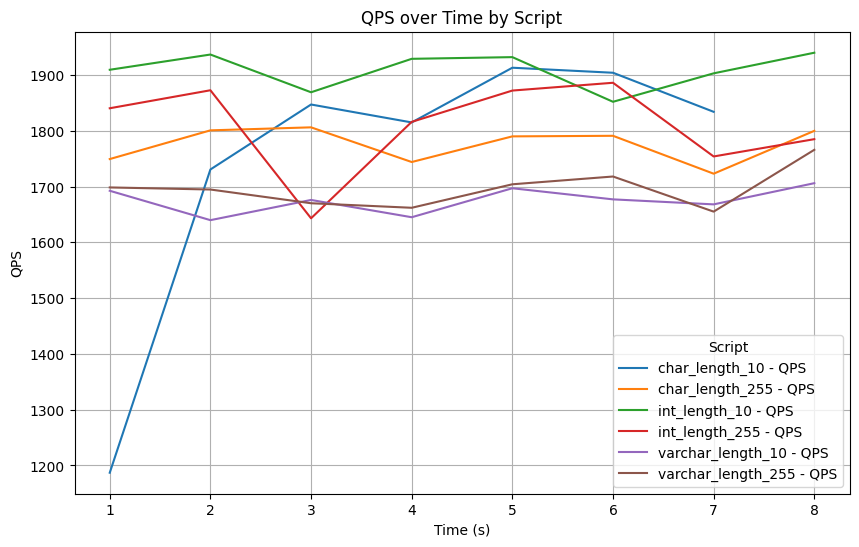 QPS over Time by Script
QPS
1900
1800
1700
1600
1500
1400
1300
1200
1 2 3 4 5 6 7 8
Time (s)
Script
char_length_10 - QPS
char_length_255 - QPS
int_length_10 - QPS
int_length_255 - QPS
varchar_length_10 - QPS
varchar_length_255 - QPS